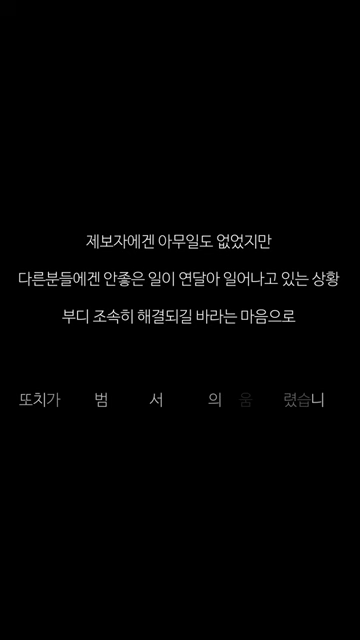 제보자에겐 아무일도 없었지만
다른분들에겐 안좋은 일이 연달아 일어나고 있는 상황
부디 조속히 해결되길 바라는 마음으로
또치가 범 서 의 움 렸습니